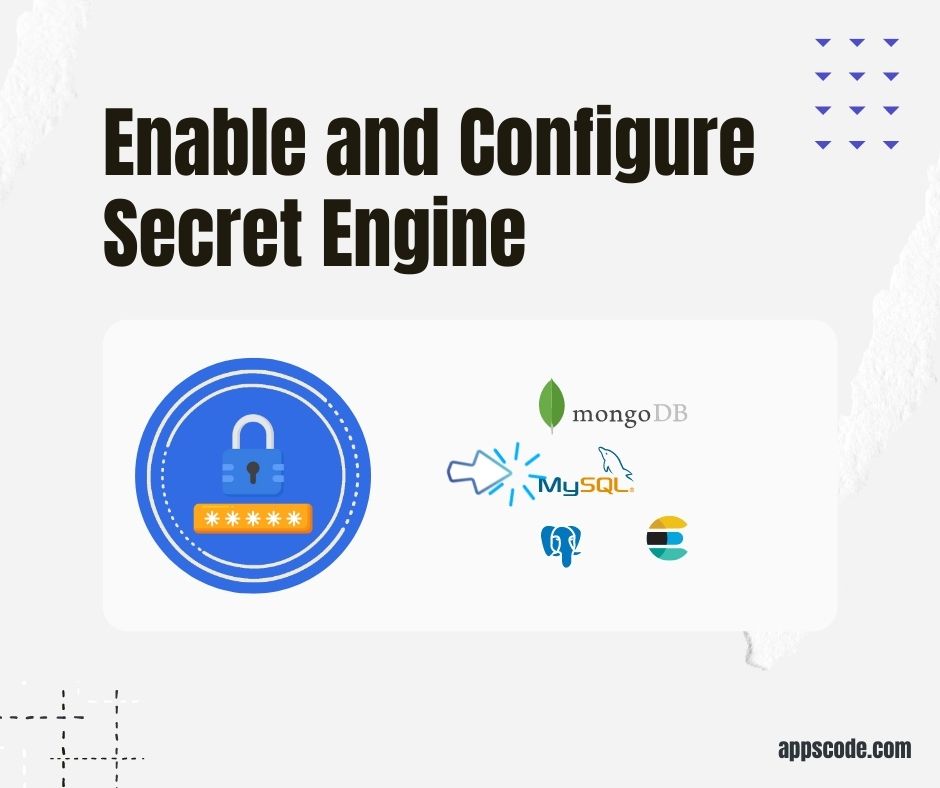 Enable and Configure
Secret Engine
mongoDB
MySQL®
*****
appscode.com